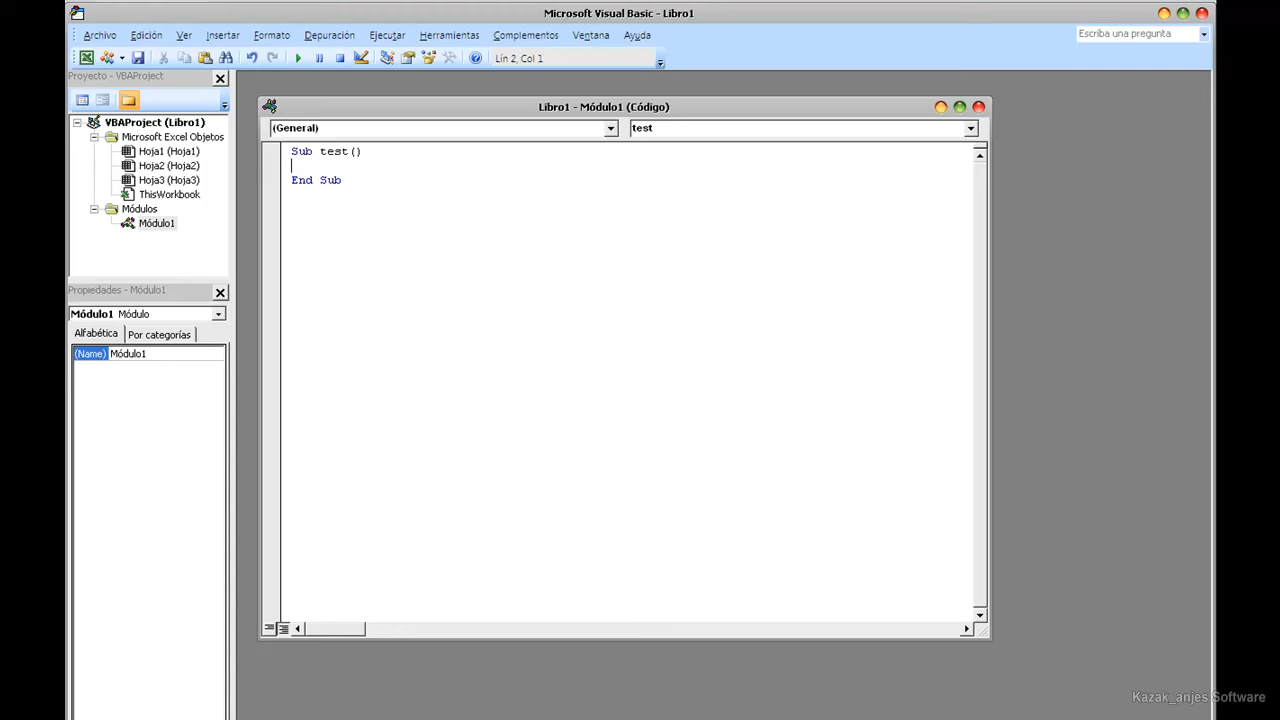 Microsoft Visual Basic - Libro1
Archivo Edición Ver Insertar Formato Depuración Ejecutar Herramientas Complementos Ventana Ayuda
Escriba una pregunta
Lín 2, Col 1
Proyecto - VBAProject
VBAProject (Libro1)
Microsoft Excel Objetos
Hoja1 (Hoja1)
Hoja2 (Hoja2)
Hoja3 (Hoja3)
ThisWorkbook
Módulos
Módulo1
Propiedades - Módulo1
Módulo1 Módulo
Alfabética Por categorías
(Name) Módulo1
Libro1 - Módulo1 (Código)
(General) test
Sub test()
End Sub
Kazak_anjes Software